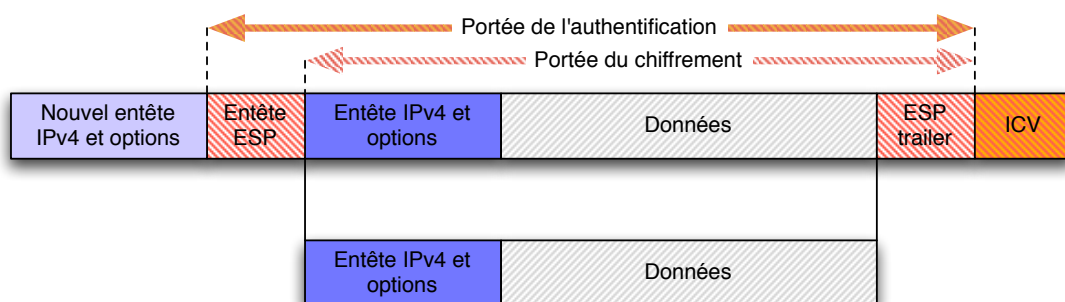 Portée de l'authentification
Portée du chiffrement
Nouvel entête
IPv4 et options
Entête
ESP
Entête IPv4 et
options
Données
ESP
trailer
ICV
Entête IPv4 et
options
Données